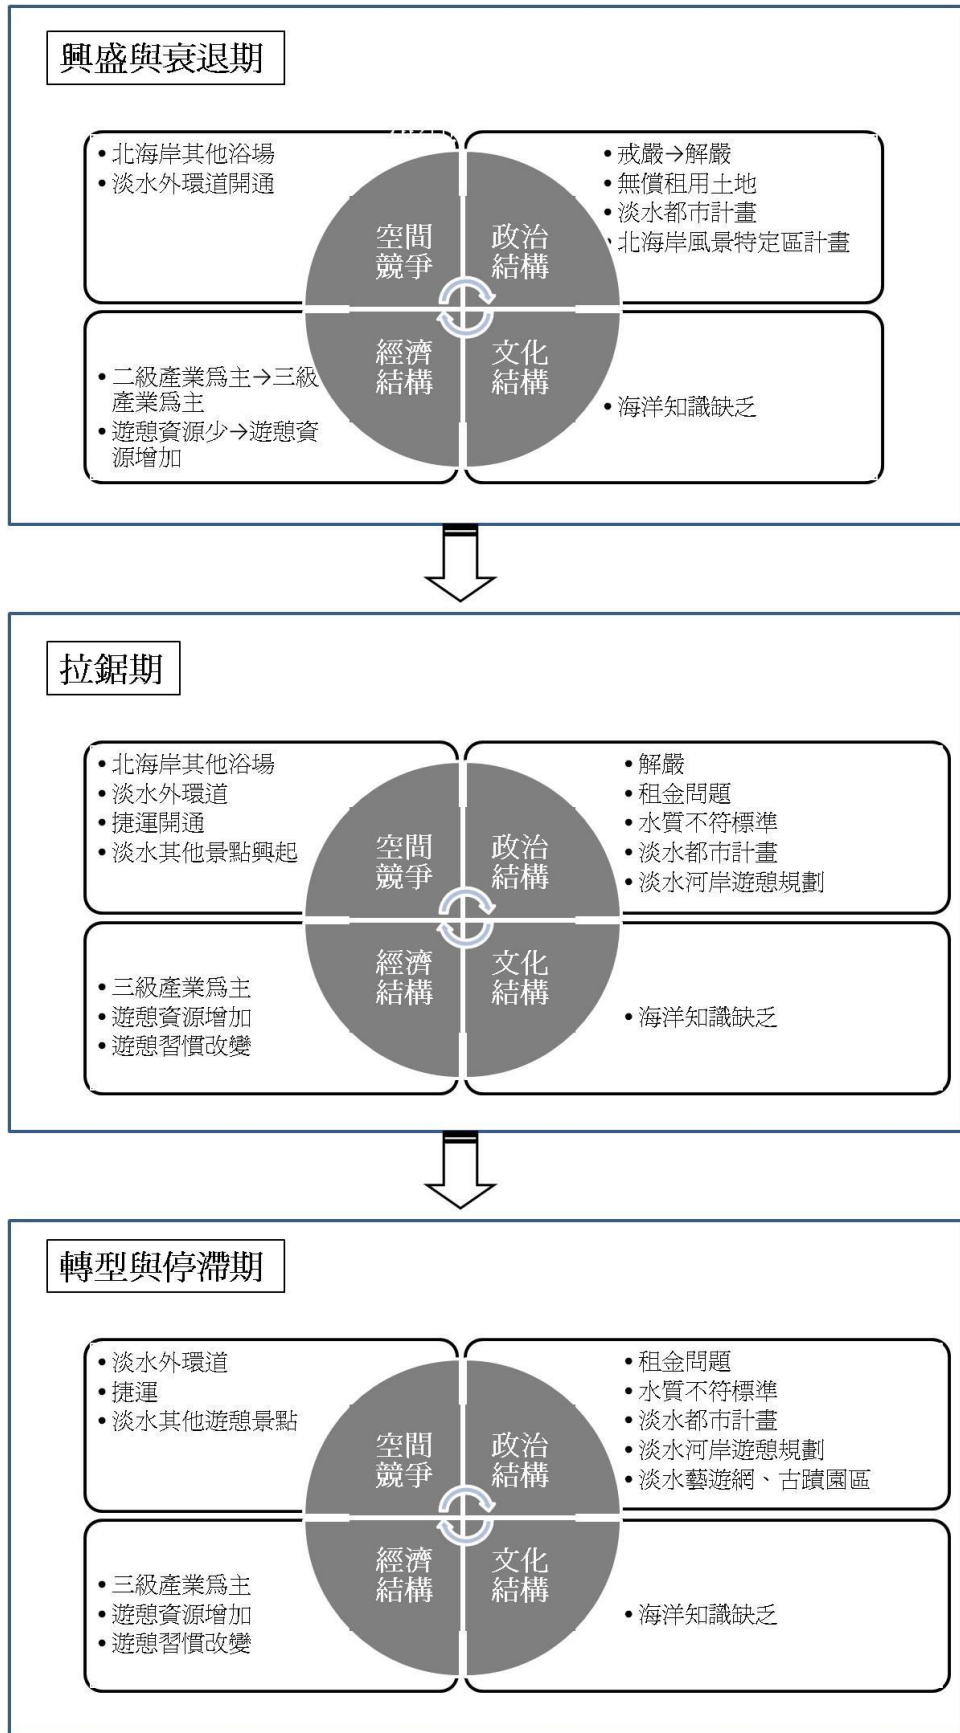 興盛與衰退期
• 北海岸其他浴場
• 淡水外環道開通
• 戒嚴→解嚴
• 無償租用土地
• 淡水都市計畫
• 北海岸風景特定區計畫
空間
競爭
政治
結構
經濟
結構
文化
結構
• 二級產業爲主→三級
產業爲主
• 遊憩資源少→遊憩資
源增加
• 海洋知識缺乏
拉鋸期
• 北海岸其他浴場
• 淡水外環道
• 捷運開通
• 淡水其他景點興起
• 解嚴
• 租金問題
• 水質不符標準
• 淡水都市計畫
• 淡水河岸遊憩規劃
空間
競爭
政治
結構
經濟
結構
文化
結構
• 三級產業爲主
• 遊憩資源增加
• 遊憩習慣改變
• 海洋知識缺乏
轉型與停滯期
• 淡水外環道
• 捷運
• 淡水其他遊憩景點
• 租金問題
• 水質不符標準
• 淡水都市計畫
• 淡水河岸遊憩規劃
• 淡水藝遊網、古蹟園區
空間
競爭
政治
結構
經濟
結構
文化
結構
• 三級產業爲主
• 遊憩資源增加
• 遊憩習慣改變
• 海洋知識缺乏